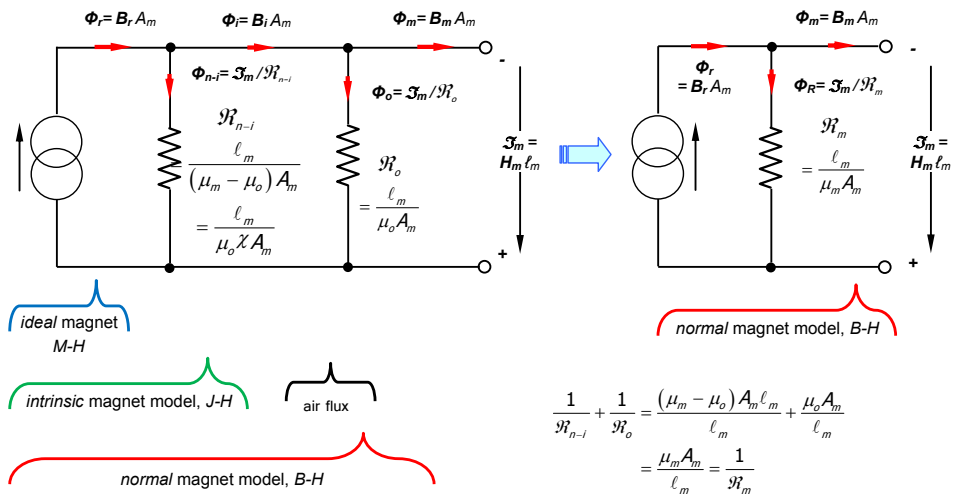 Φr = Br Am
Φi = Bi Am
Φm = Bm Am
Φn-i = ℑm/ℜn-i
Φo = ℑm/ℜo
ℜn−i
= ℓm / (μm − μo) Am
= ℓm / μo χ Am
ℜo
= ℓm / μo Am
-
ℑm =
Hm ℓm
+
Φm = Bm Am
Φr
= Br Am
ΦR = ℑm/ℜm
ℜm
= ℓm / μm Am
-
ℑm =
Hm ℓm
+
ideal magnet
M-H
intrinsic magnet model, J-H
air flux
normal magnet model, B-H
normal magnet model, B-H
1/ℜn−i + 1/ℜo = (μm − μo) Am ℓm / ℓm + μo Am / ℓm
= μm Am / ℓm = 1/ℜm